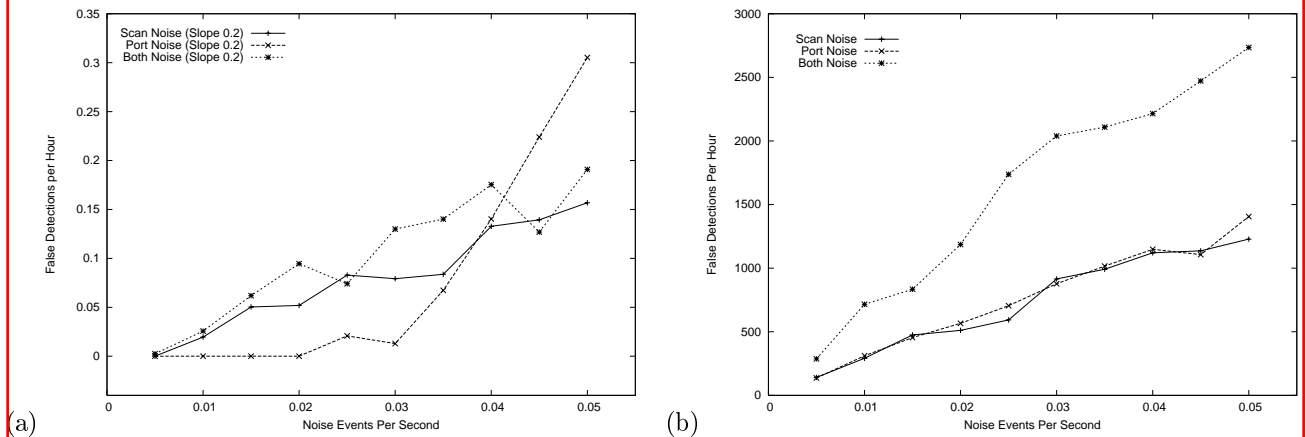 0.35
0.3
0.25
0.2
0.15
0.1
0.05
0
False Detections per Hour
Scan Noise (Slope 0.2)
Port Noise (Slope 0.2)
Both Noise (Slope 0.2)
0 0.01 0.02 0.03 0.04 0.05
Noise Events Per Second
(a)
3000
2500
2000
1500
1000
500
0
False Detections Per Hour
Scan Noise
Port Noise
Both Noise
0 0.01 0.02 0.03 0.04 0.05
Noise Events Per Second
(b)